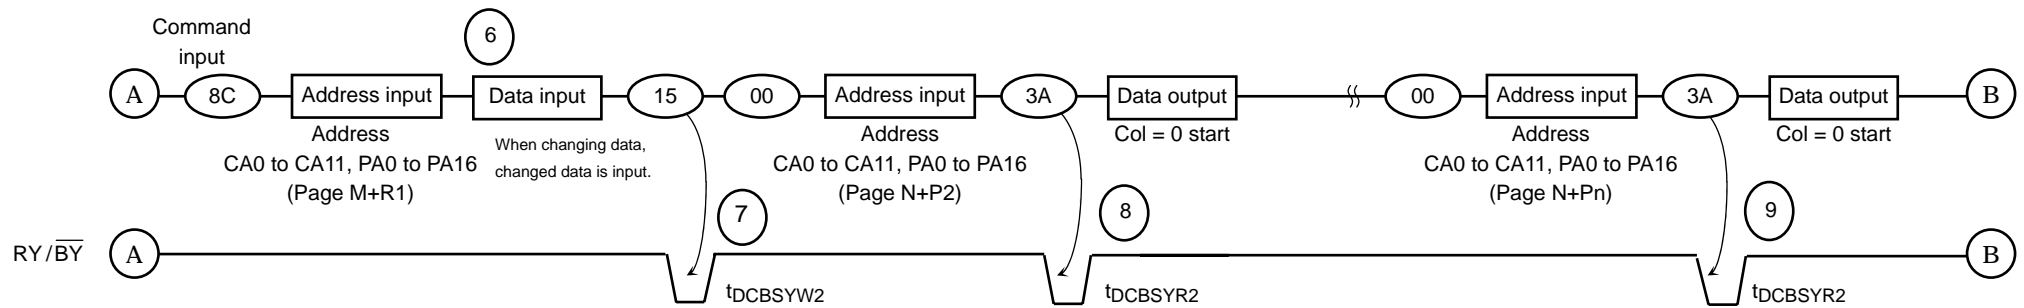 Command
input
6
A
8C
Address input
Data input
15
00
Address input
3A
Data output
00
Address input
3A
Data output
B
Address
CA0 to CA11, PA0 to PA16
(Page M+R1)
When changing data,
changed data is input.
Address
CA0 to CA11, PA0 to PA16
(Page N+P2)
Col = 0 start
Address
CA0 to CA11, PA0 to PA16
(Page N+Pn)
Col = 0 start
7
8
9
RY/BY
A
B
tDCBSYW2
tDCBSYR2
tDCBSYR2